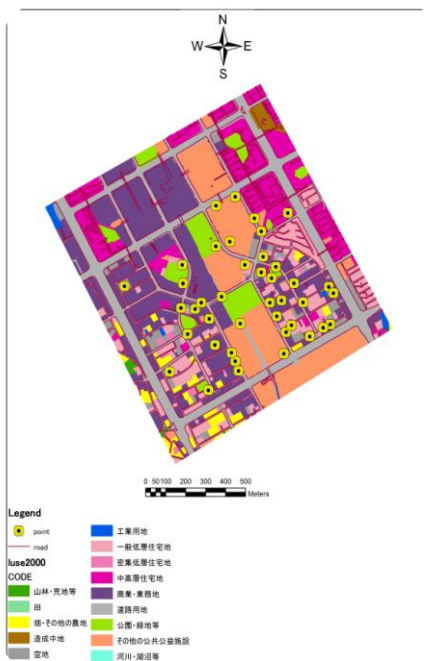 N
W E
S
0 50 100 200 300 400 500
Meters
Legend
point
road
luse2000
CODE
山林・荒地等
田
畑・その他の農地
造成中地
空地
工業用地
一般低層住宅地
密集低層住宅地
中高層住宅地
商業・業務地
道路用地
公園・緑地等
その他の公共公益施設
河川・湖沼等